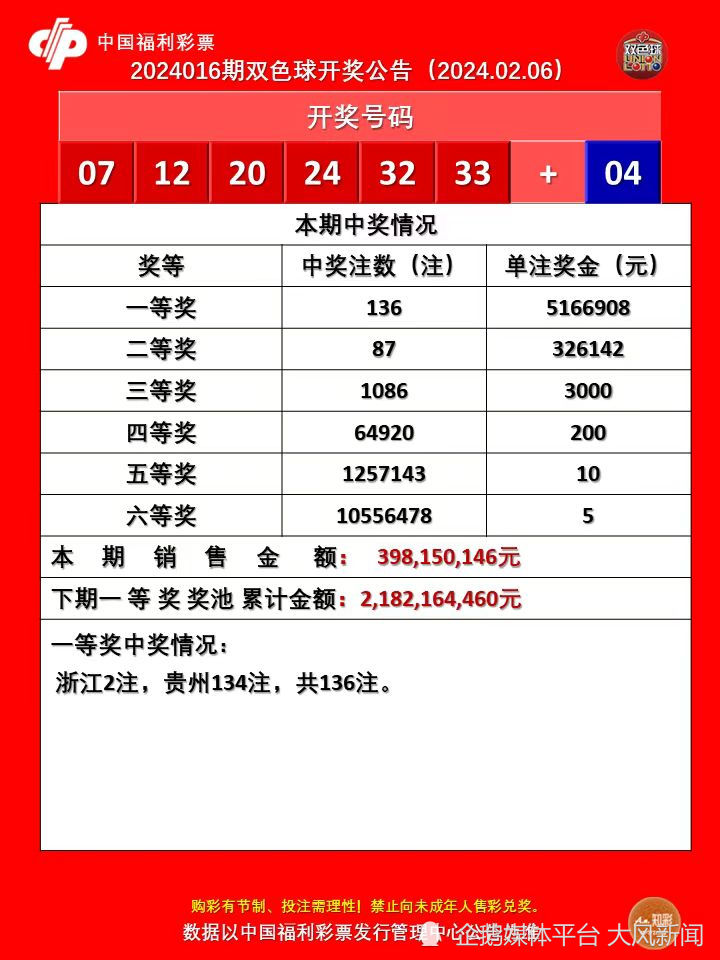 中国福利彩票
双色球
UNION
LOTTO
2024016期双色球开奖公告（2024.02.06）
开奖号码
07 12 20 24 32 33 + 04
本期中奖情况
奖等 中奖注数（注） 单注奖金（元）
一等奖 136 5166908
二等奖 87 326142
三等奖 1086 3000
四等奖 64920 200
五等奖 1257143 10
六等奖 10556478 5
本期销售金额：398,150,146元
下期一等奖奖池累计金额：2,182,164,460元
一等奖中奖情况：
浙江2注，贵州134注，共136注。
购彩有节制、投注需理性！禁止向未成年人售彩兑奖。
数据以中国福利彩票发行管理中心公告为准
知彩
企鹅媒体平台 大风新闻